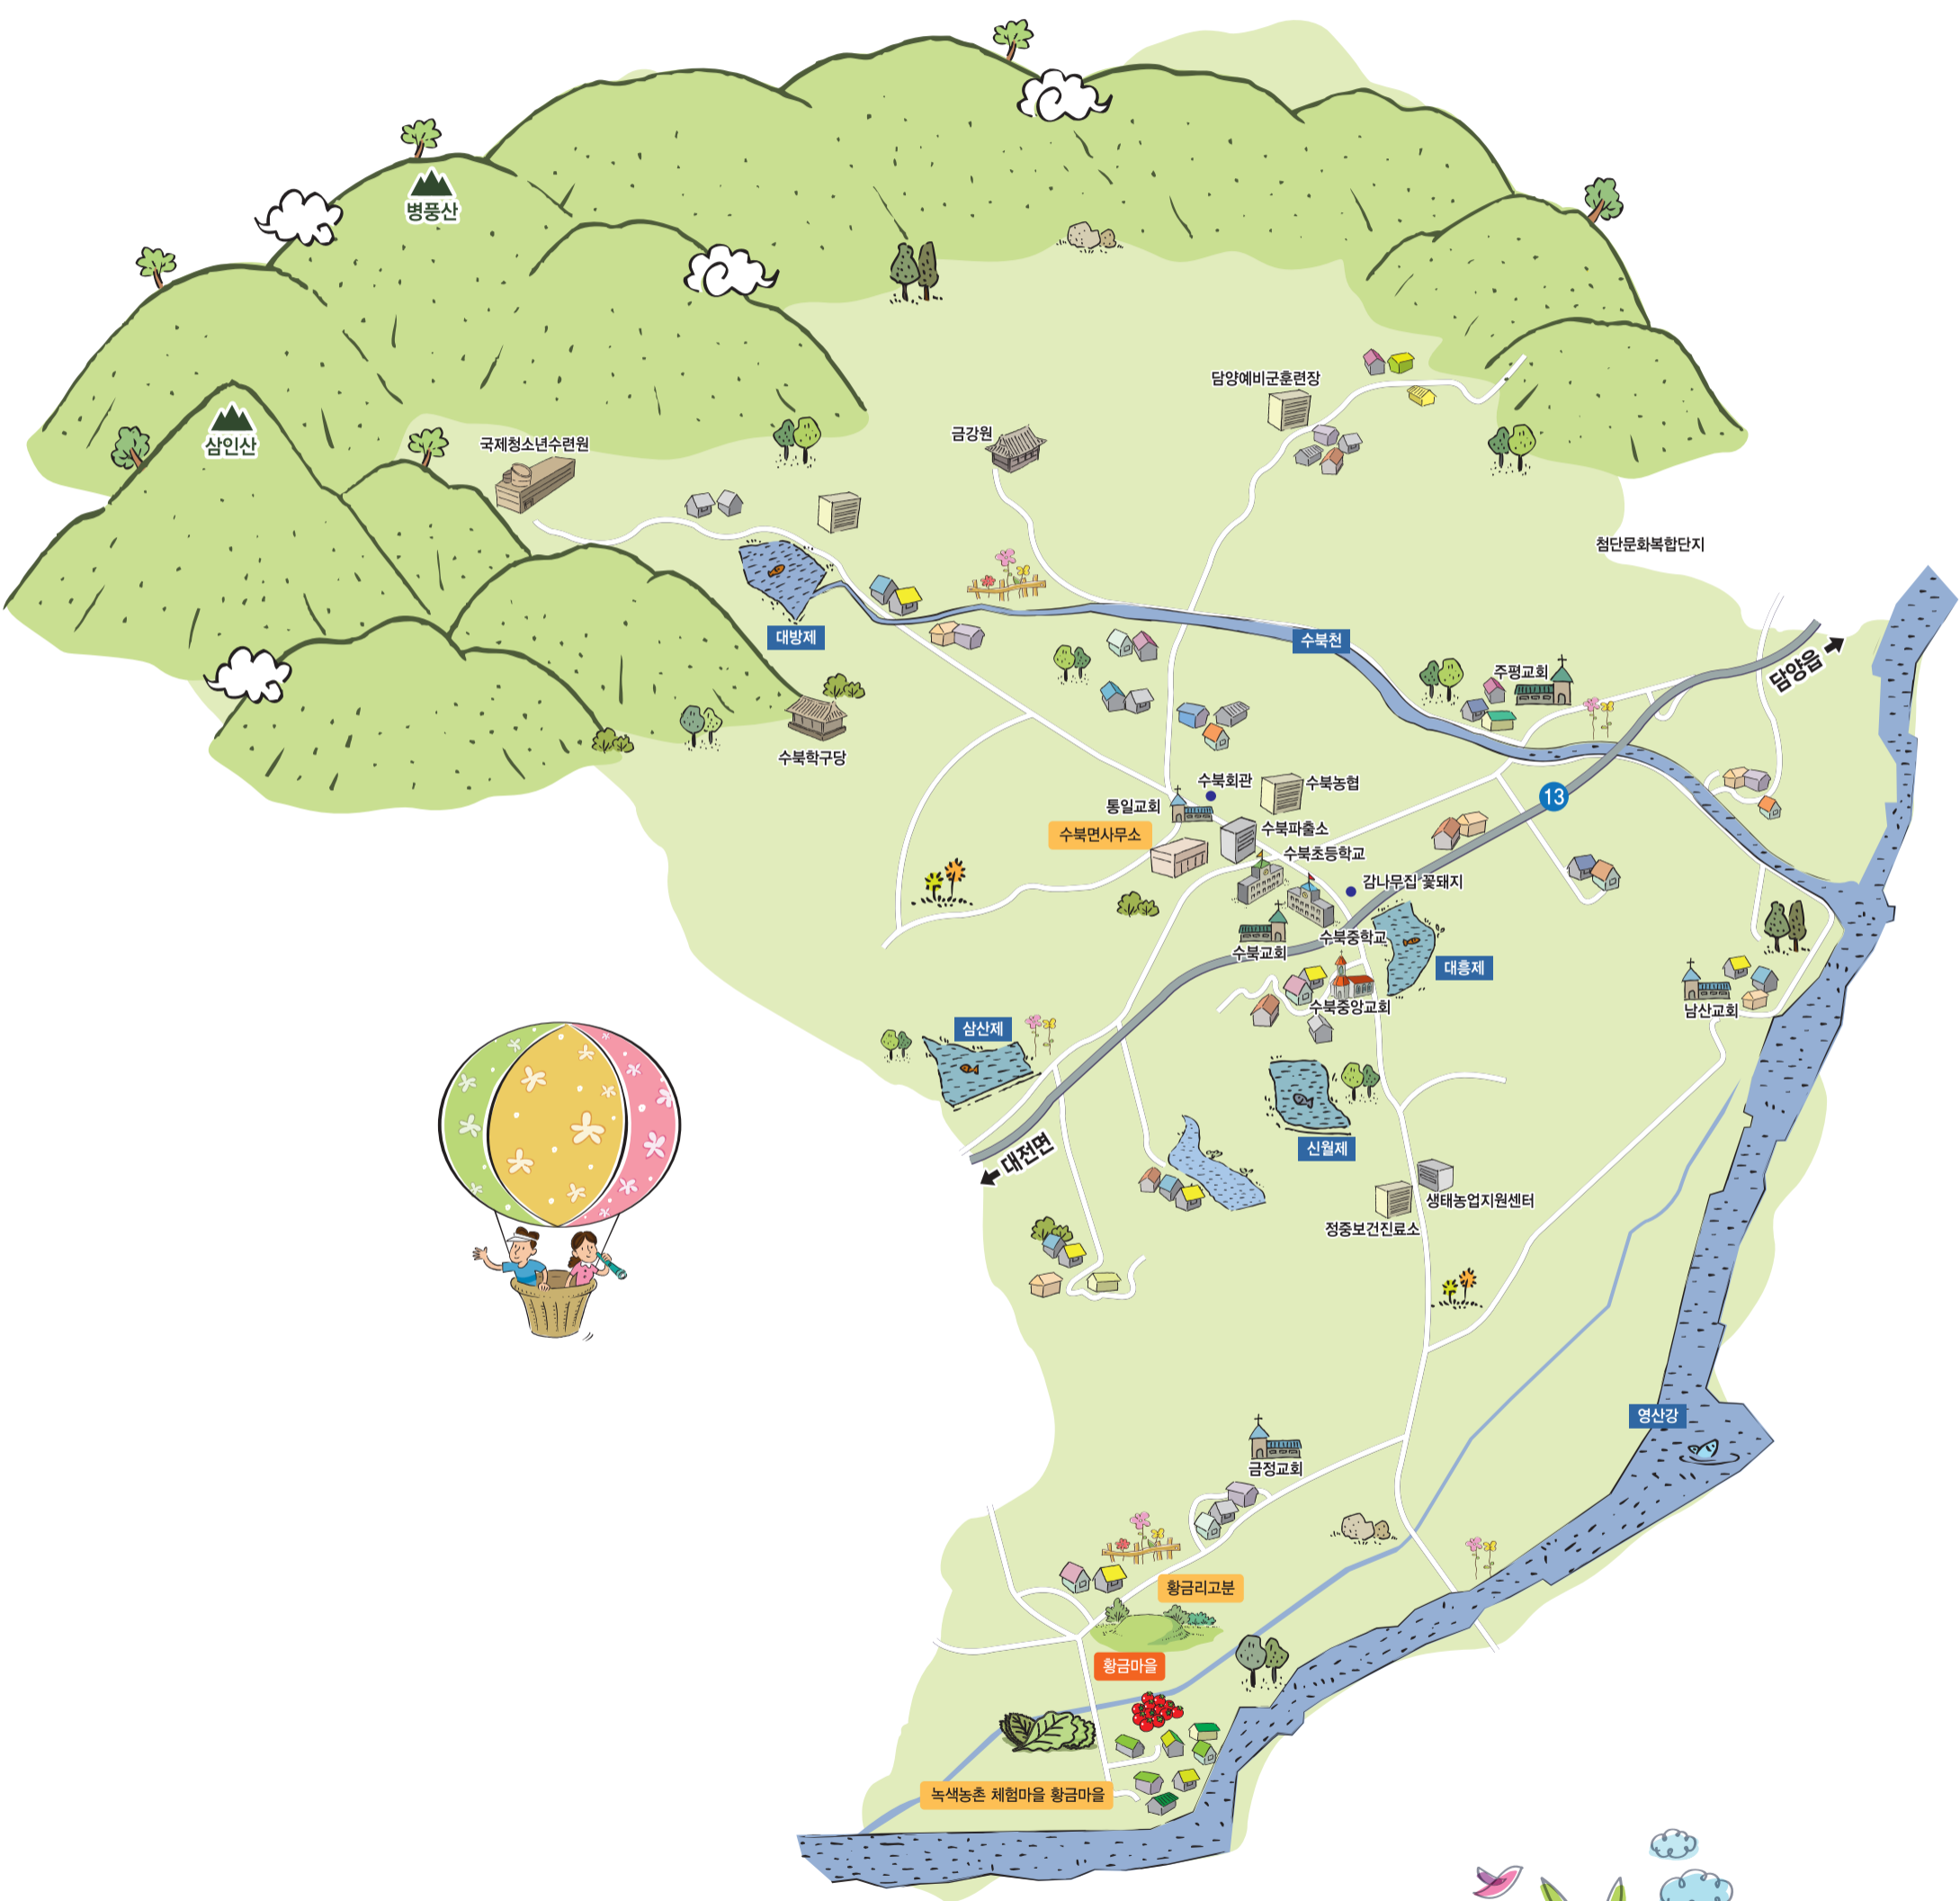 병풍산
삼인산
담양예비군훈련장
국제청소년수련원
금강원
첨단문화복합단지
대방제
수북천
주평교회
담양읍
수북학구당
수북회관
수북농협
13
통일교회
수북파출소
수북면사무소
수북초등학교
감나무집 꽃돼지
수북중학교
수북교회
대흥제
수북중앙교회
남산교회
삼산제
대전면
신월제
생태농업지원센터
정중보건진료소
영산강
금정교회
황금리고분
황금마을
녹색농촌 체험마을 황금마을